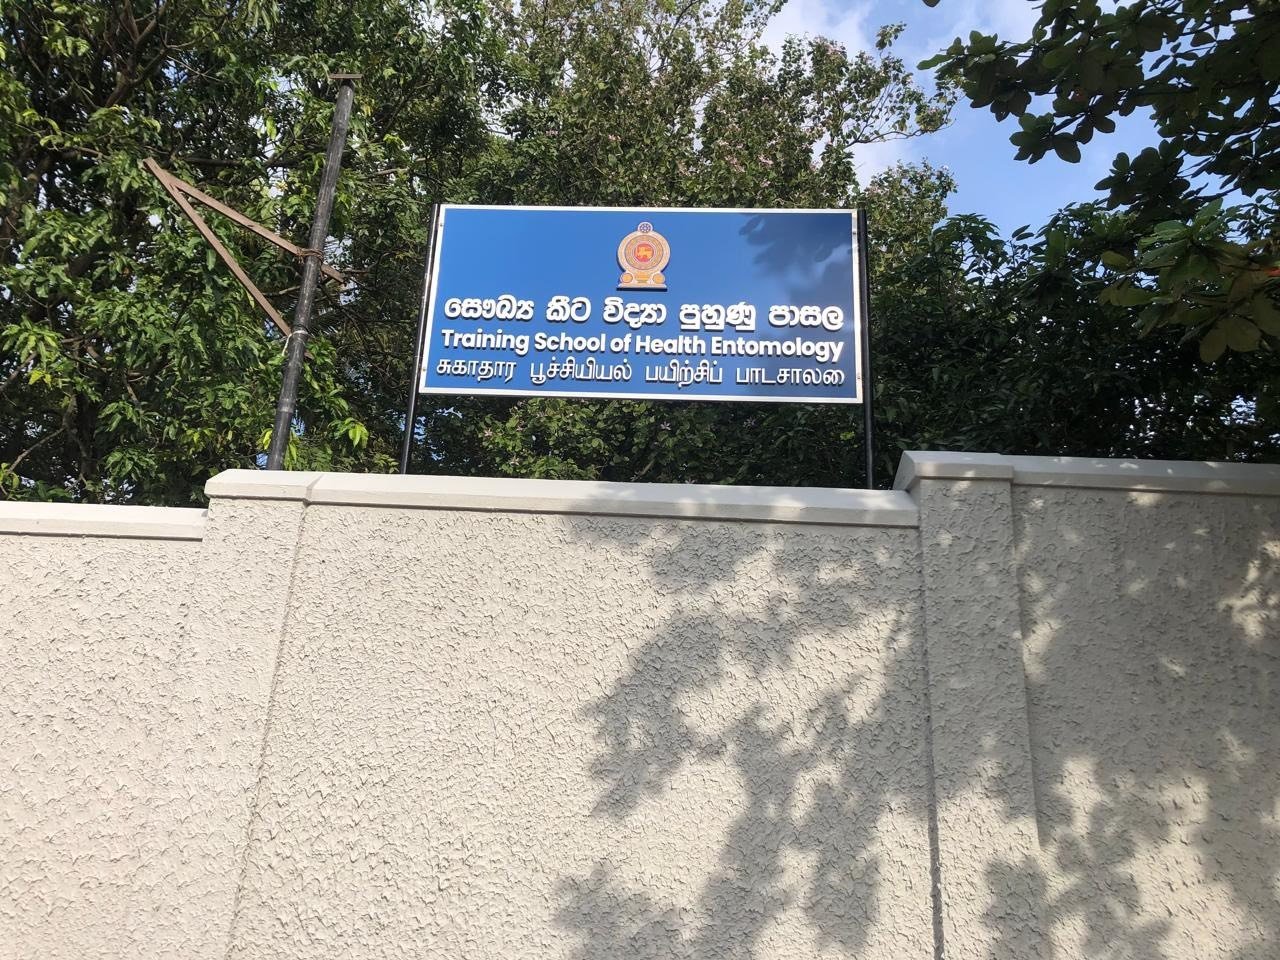 සෞඛ්‍ය කීට විද්‍යා පුහුණු පාසල
Training School of Health Entomology
சுகாதார பூச்சியியல் பயிற்சிப் பாடசாலை